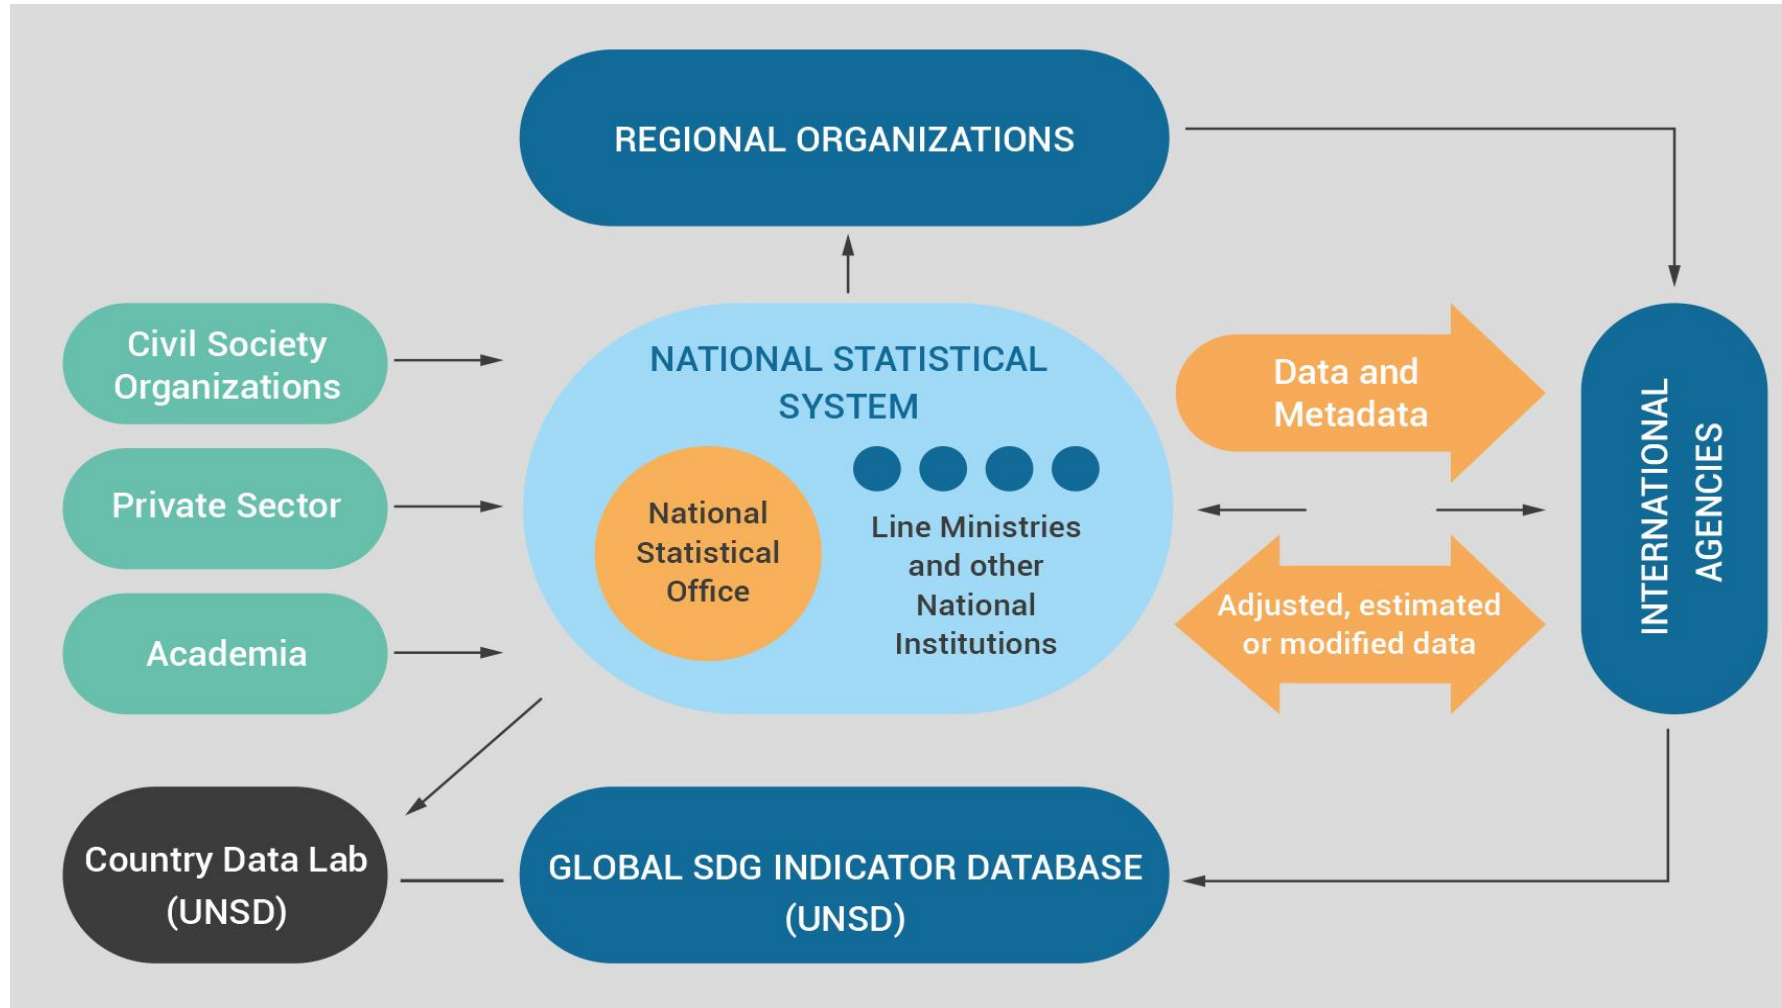 REGIONAL ORGANIZATIONS
Civil Society
Organizations
Private Sector
Academia
NATIONAL STATISTICAL
SYSTEM
National
Statistical
Office
Line Ministries
and other
National
Institutions
Data and
Metadata
Adjusted, estimated
or modified data
INTERNATIONAL
AGENCIES
Country Data Lab
(UNSD)
GLOBAL SDG INDICATOR DATABASE
(UNSD)